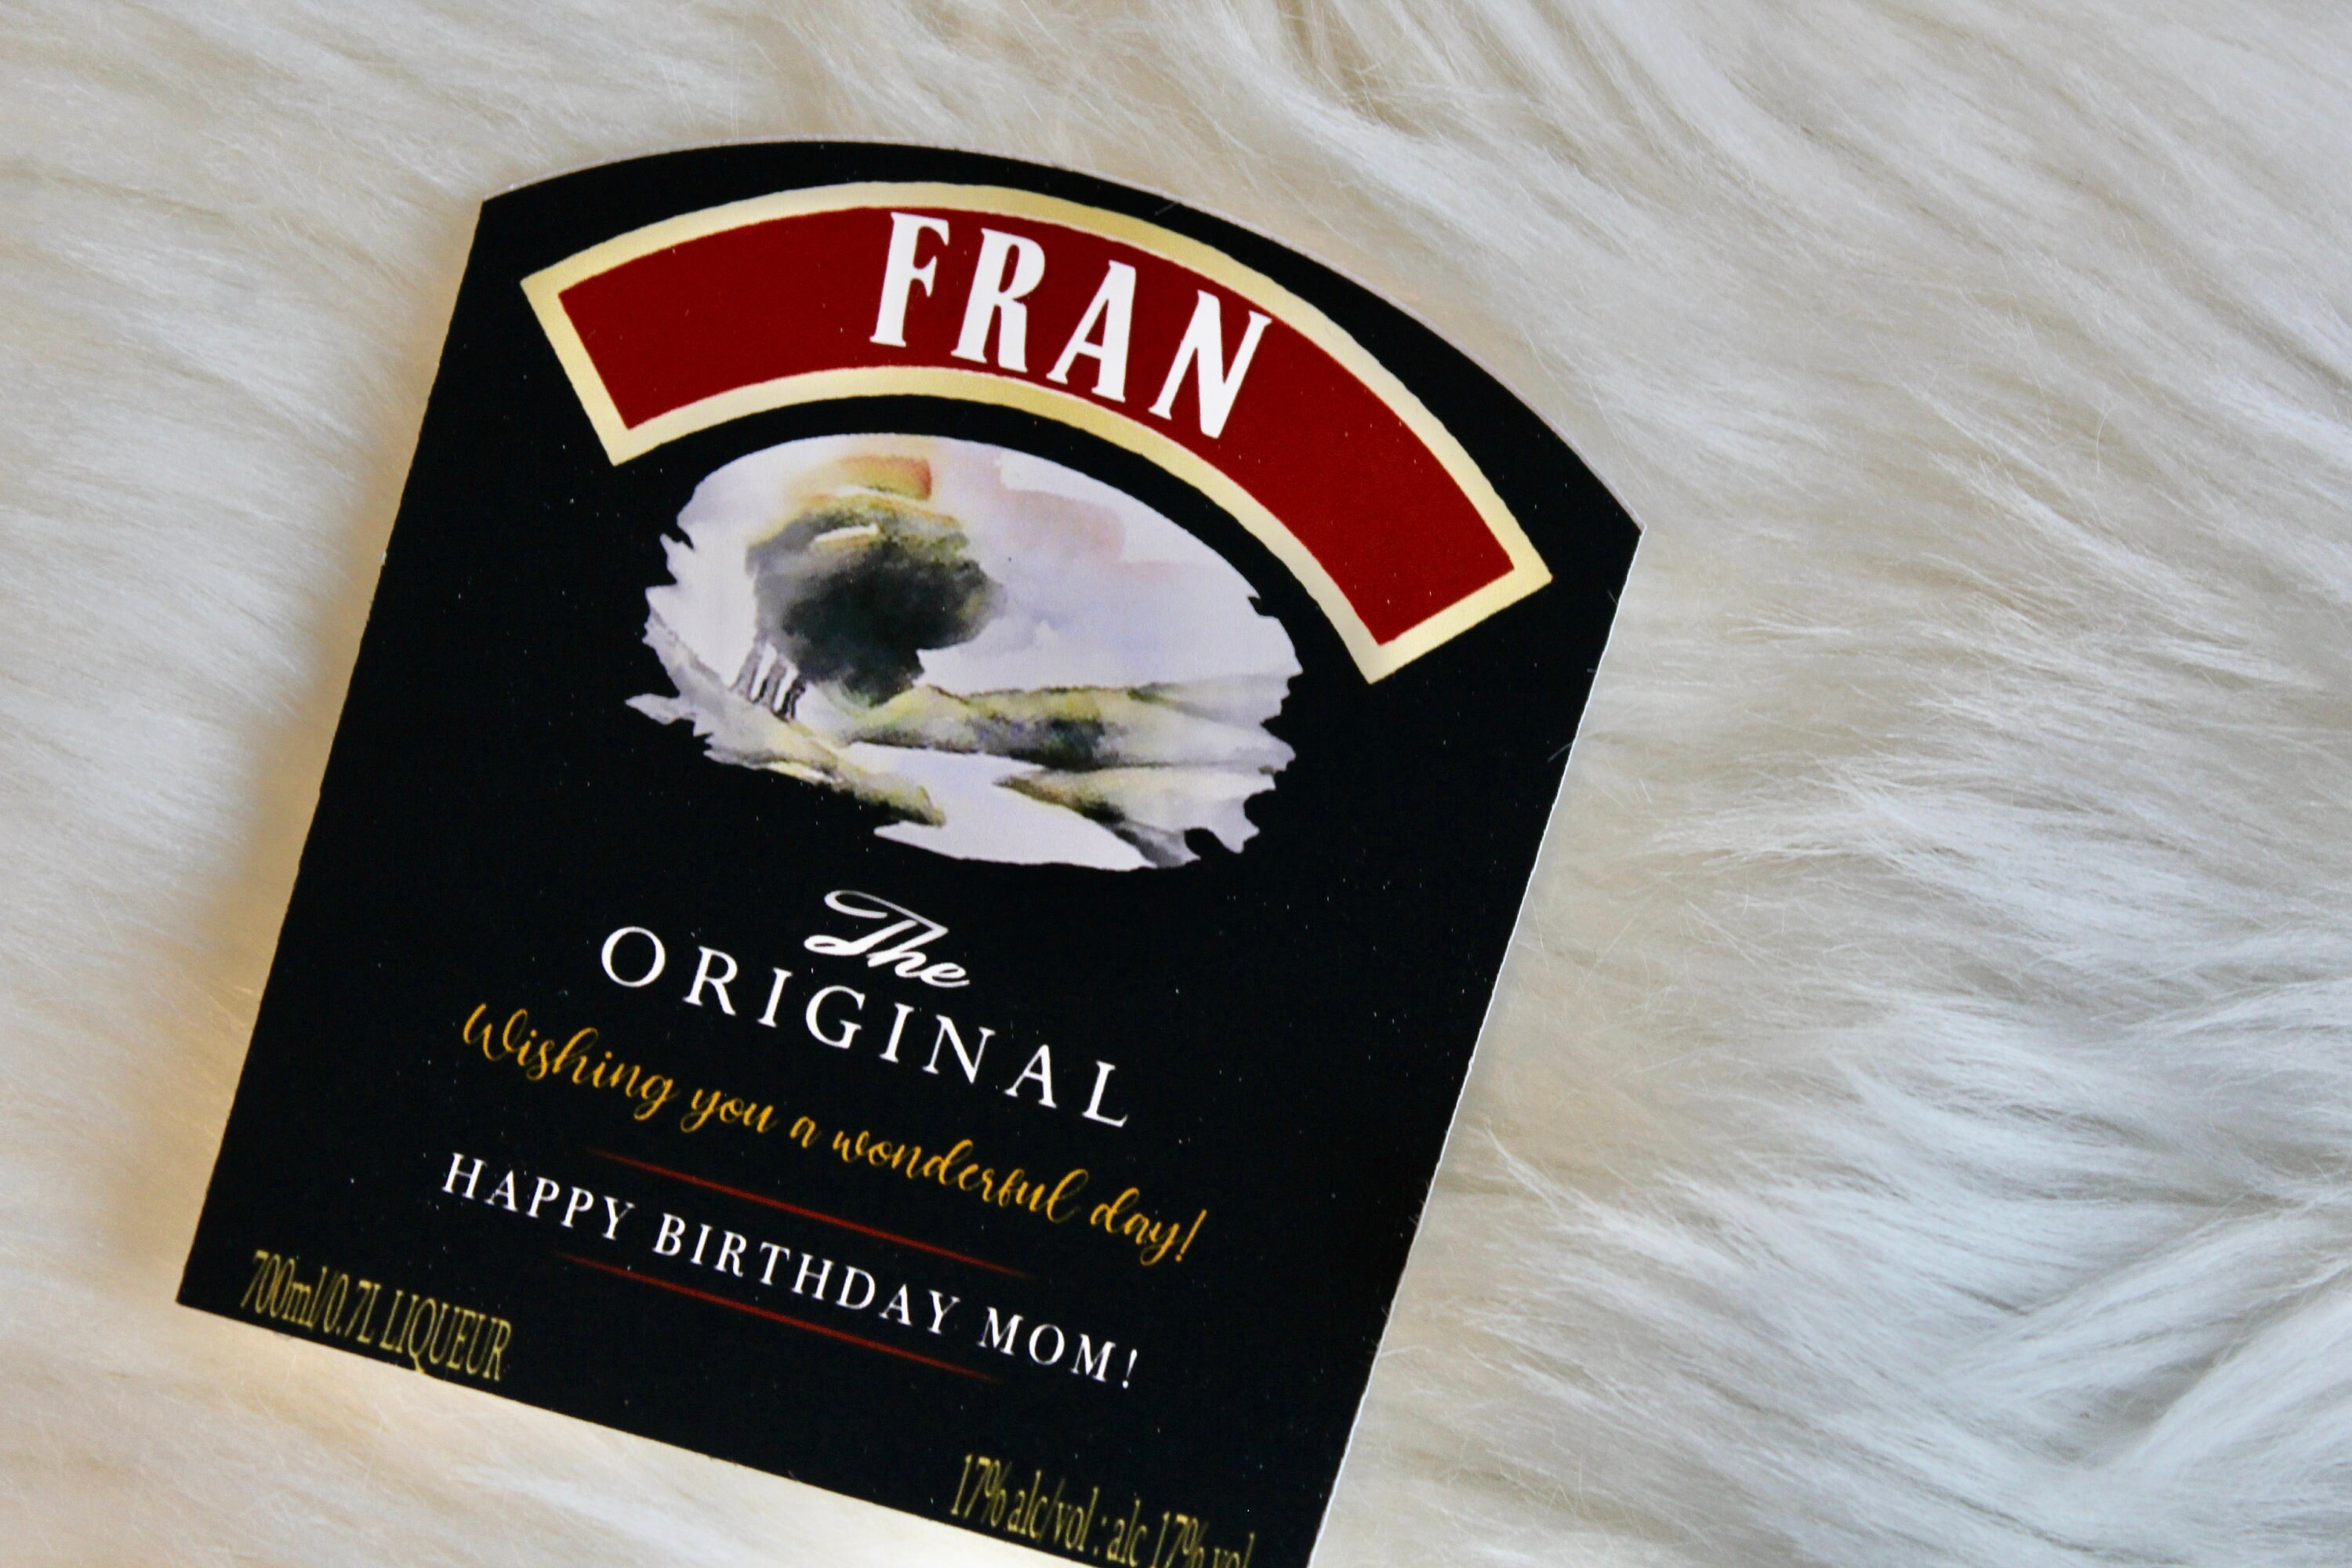 FRAN
The
ORIGINAL
Wishing you a wonderful day!
HAPPY BIRTHDAY MOM!
700ml/0.7L LIQUEUR
17% alc/vol : alc 17% vol